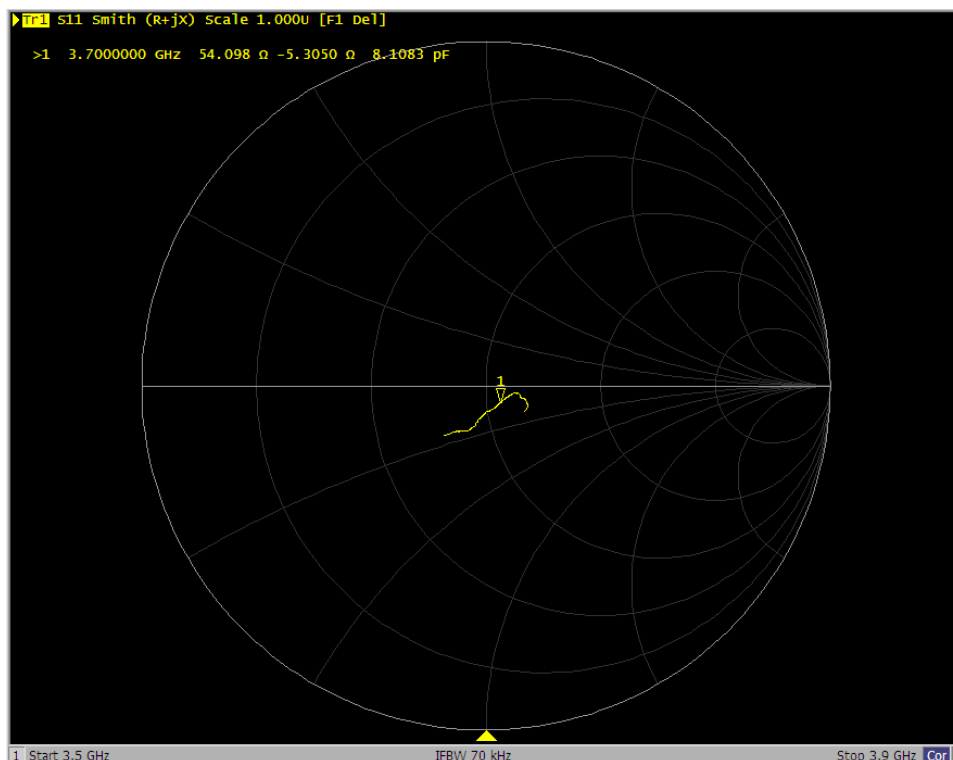 Tr1 S11 Smith (R+jX) Scale 1.000U [F1 Del]
>1 3.7000000 GHz 54.098 Ω -5.3050 Ω 8.1083 pF
1
1 Start 3.5 GHz IFBW 70 kHz Stop 3.9 GHz Cor